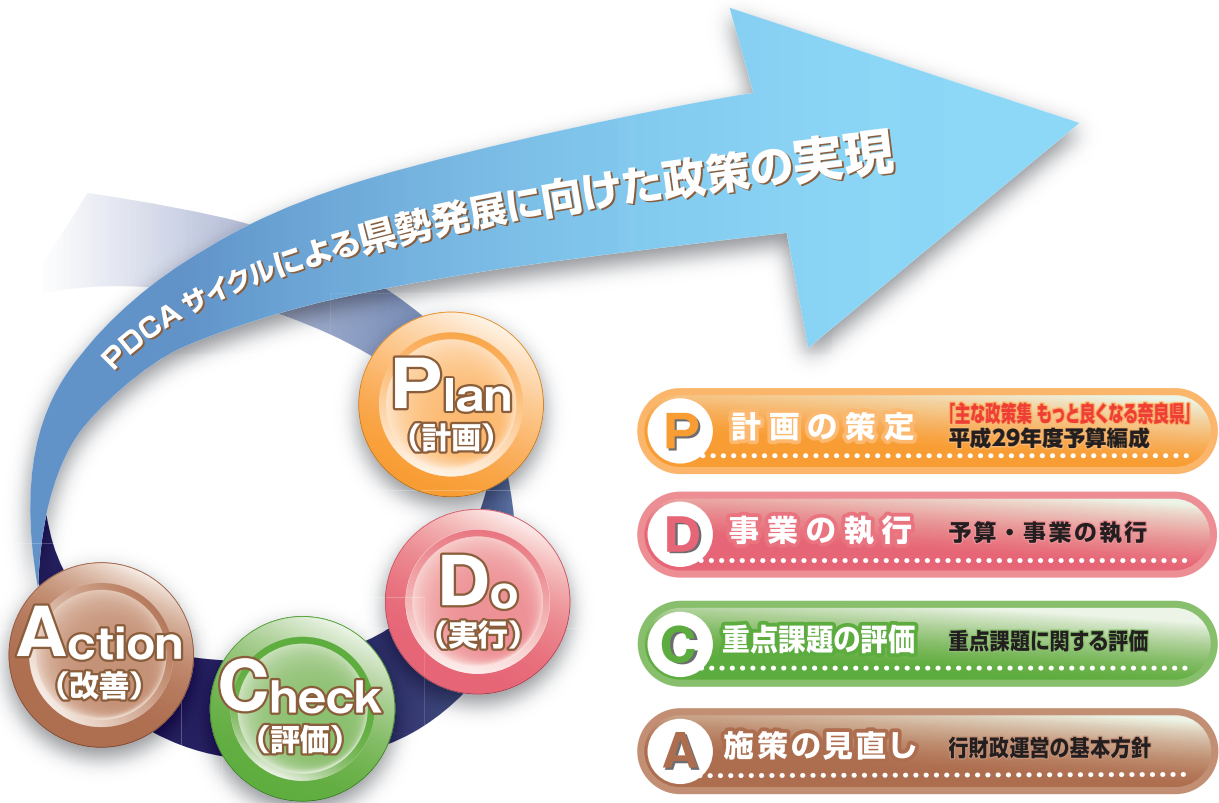 PDCAサイクルによる県勢発展に向けた政策の実現
Plan
(計画)
Do
(実行)
Check
(評価)
Action
(改善)
P 計画の策定 「主な政策集 もっと良くなる奈良県」
平成29年度予算編成
D 事業の執行 予算・事業の執行
C 重点課題の評価 重点課題に関する評価
A 施策の見直し 行財政運営の基本方針